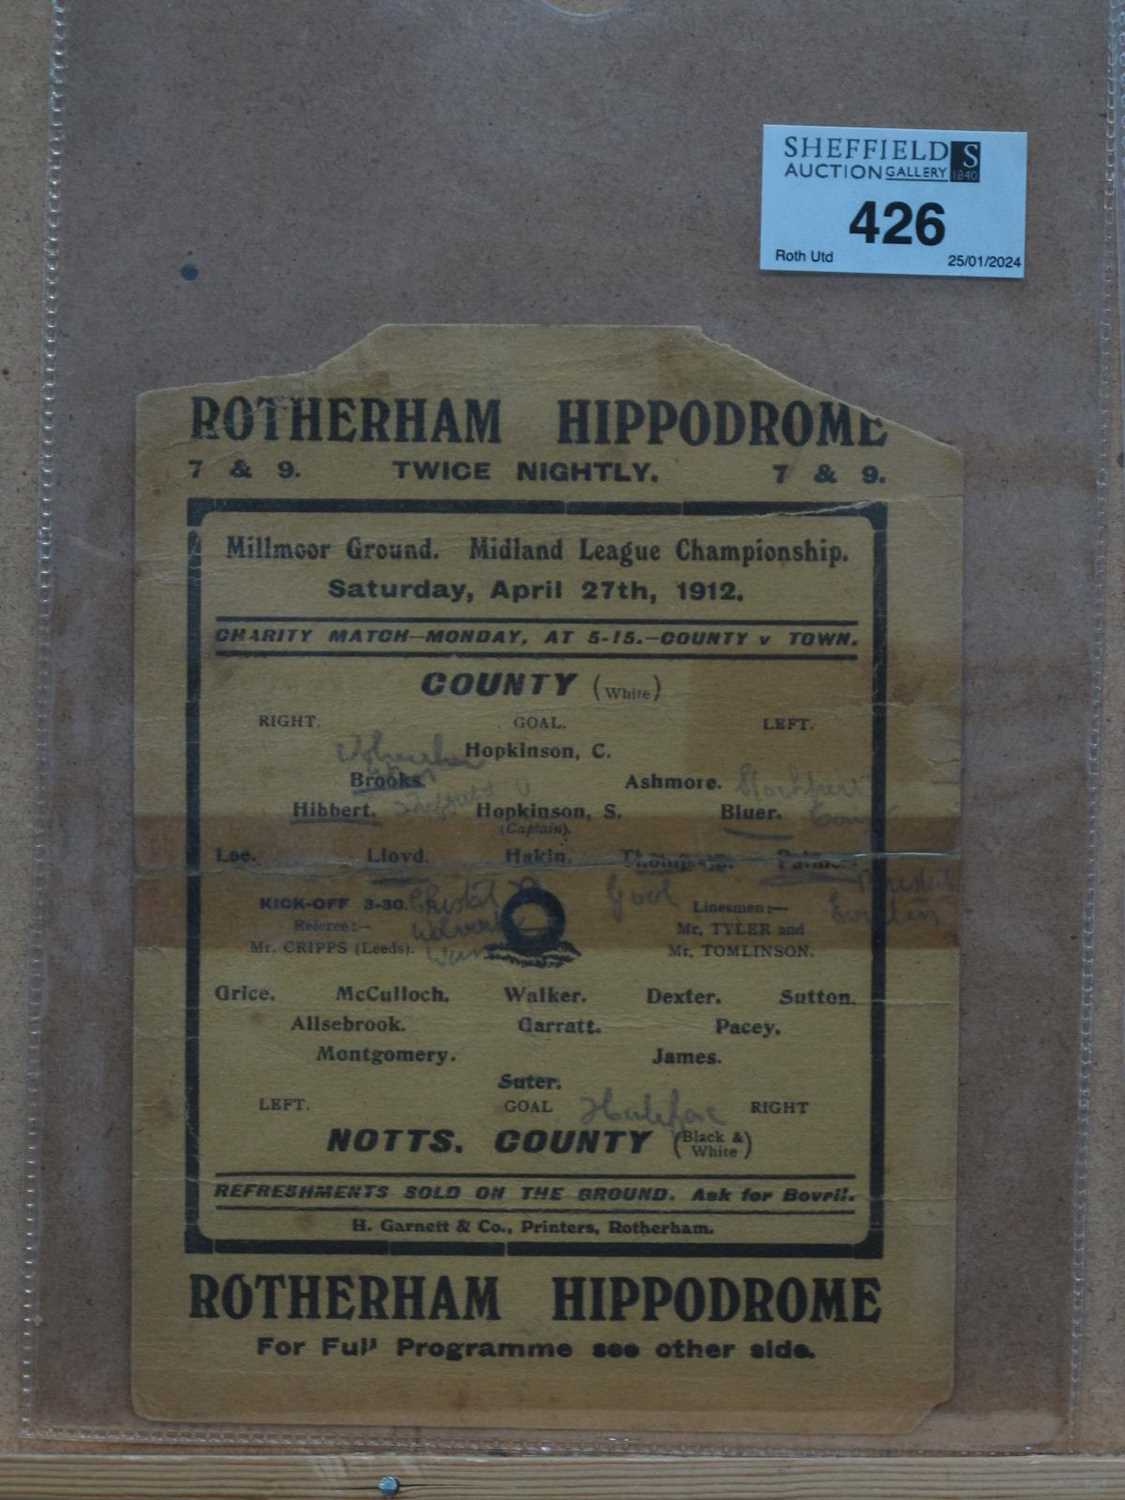 SHEFFIELD S
AUCTION GALLERY 1840
426
Roth Utd 25/01/2024
ROTHERHAM HIPPODROME
7 & 9. TWICE NIGHTLY. 7 & 9.
Millmoor Ground. Midland League Championship.
Saturday, April 27th, 1912.
CHARITY MATCH—MONDAY, AT 5-15.—COUNTY v TOWN.
COUNTY (White)
RIGHT. GOAL. LEFT.
Hopkinson, C.
Brooks Ashmore.
Hibbert. Hopkinson, S. Bluer.
(Captain).
Lee. Lloyd. Hakin. Thompson.
KICK-OFF 3-30. Goal Linesmen:—
Referee:— Mr. TYLER and
Mr. CRIPPS (Leeds). Mr. TOMLINSON.
Grice. McCulloch. Walker. Dexter. Sutton.
Allsebrook. Garratt. Pacey.
Montgomery. James.
Suter.
LEFT. GOAL Halifax RIGHT
NOTTS. COUNTY (Black & White)
REFRESHMENTS SOLD ON THE GROUND. Ask for Bovril.
H. Garnett & Co., Printers, Rotherham.
ROTHERHAM HIPPODROME
For Full Programme see other side.